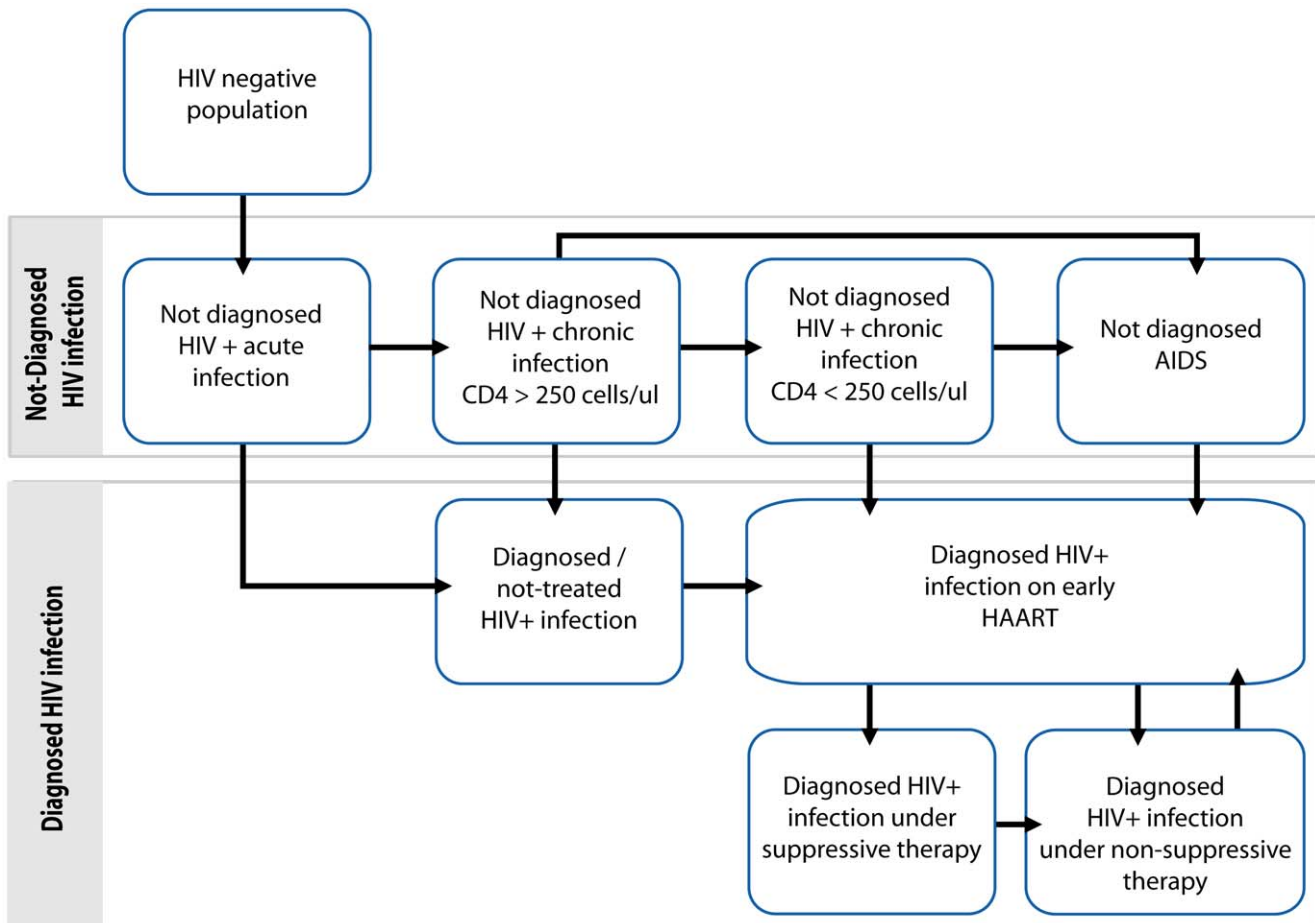 HIV negative
population
Not-Diagnosed
HIV infection
Not diagnosed
HIV + acute
infection
Not diagnosed
HIV + chronic
infection
CD4 > 250 cells/ul
Not diagnosed
HIV + chronic
infection
CD4 < 250 cells/ul
Not diagnosed
AIDS
Diagnosed HIV infection
Diagnosed /
not-treated
HIV+ infection
Diagnosed HIV+
infection on early
HAART
Diagnosed HIV+
infection under
suppressive therapy
Diagnosed
HIV+ infection
under non-suppressive
therapy